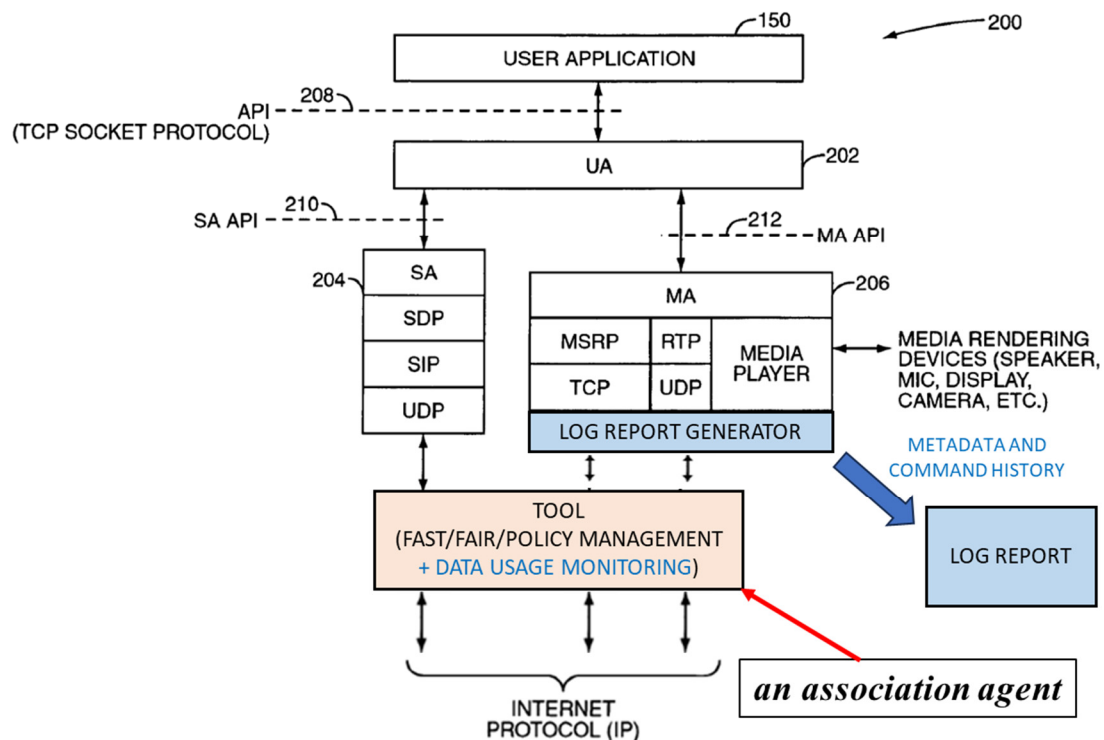 150
200
USER APPLICATION
208
API
(TCP SOCKET PROTOCOL)
202
UA
210
SA API
212
MA API
204
SA
SDP
SIP
UDP
206
MA
MSRP
RTP
MEDIA
PLAYER
TCP
UDP
MEDIA RENDERING
DEVICES (SPEAKER,
MIC, DISPLAY,
CAMERA, ETC.)
LOG REPORT GENERATOR
METADATA AND
COMMAND HISTORY
TOOL
(FAST/FAIR/POLICY MANAGEMENT
+ DATA USAGE MONITORING)
LOG REPORT
an association agent
INTERNET
PROTOCOL (IP)